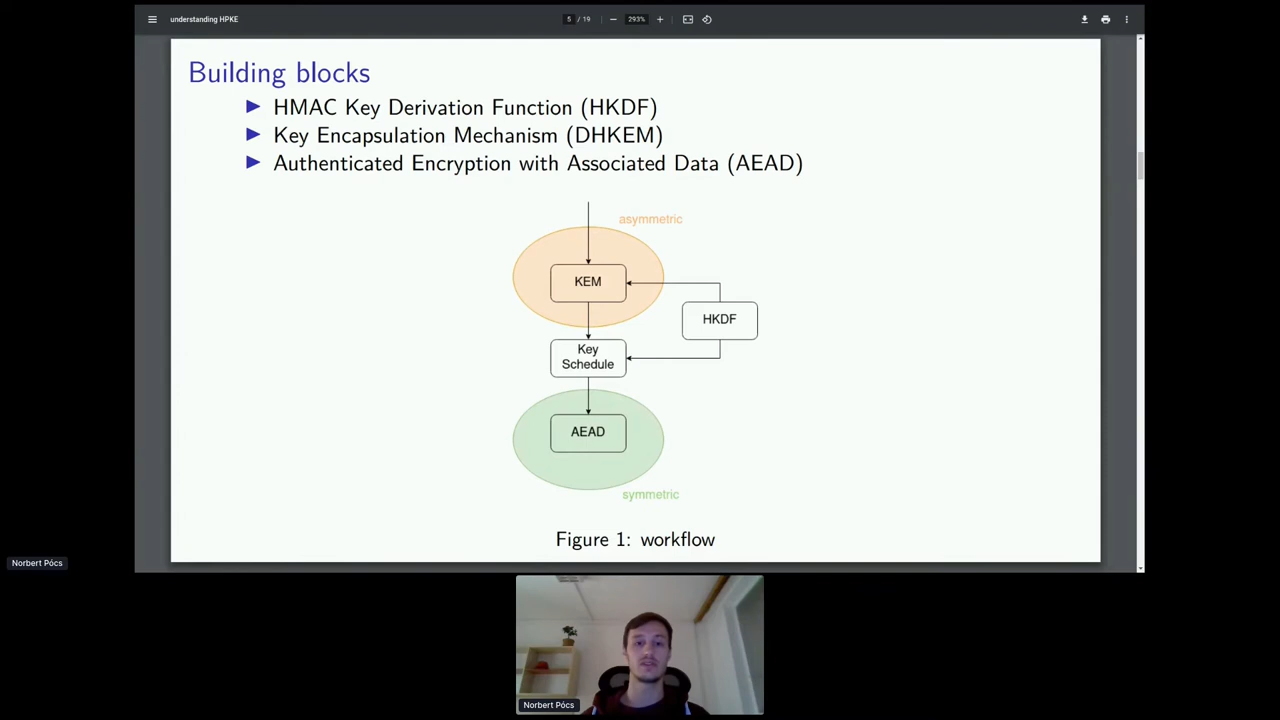 understanding HPKE
5 / 19
293%
Building blocks
HMAC Key Derivation Function (HKDF)
Key Encapsulation Mechanism (DHKEM)
Authenticated Encryption with Associated Data (AEAD)
asymmetric
KEM
HKDF
Key
Schedule
AEAD
symmetric
Figure 1: workflow
Norbert Pócs
Norbert Pócs